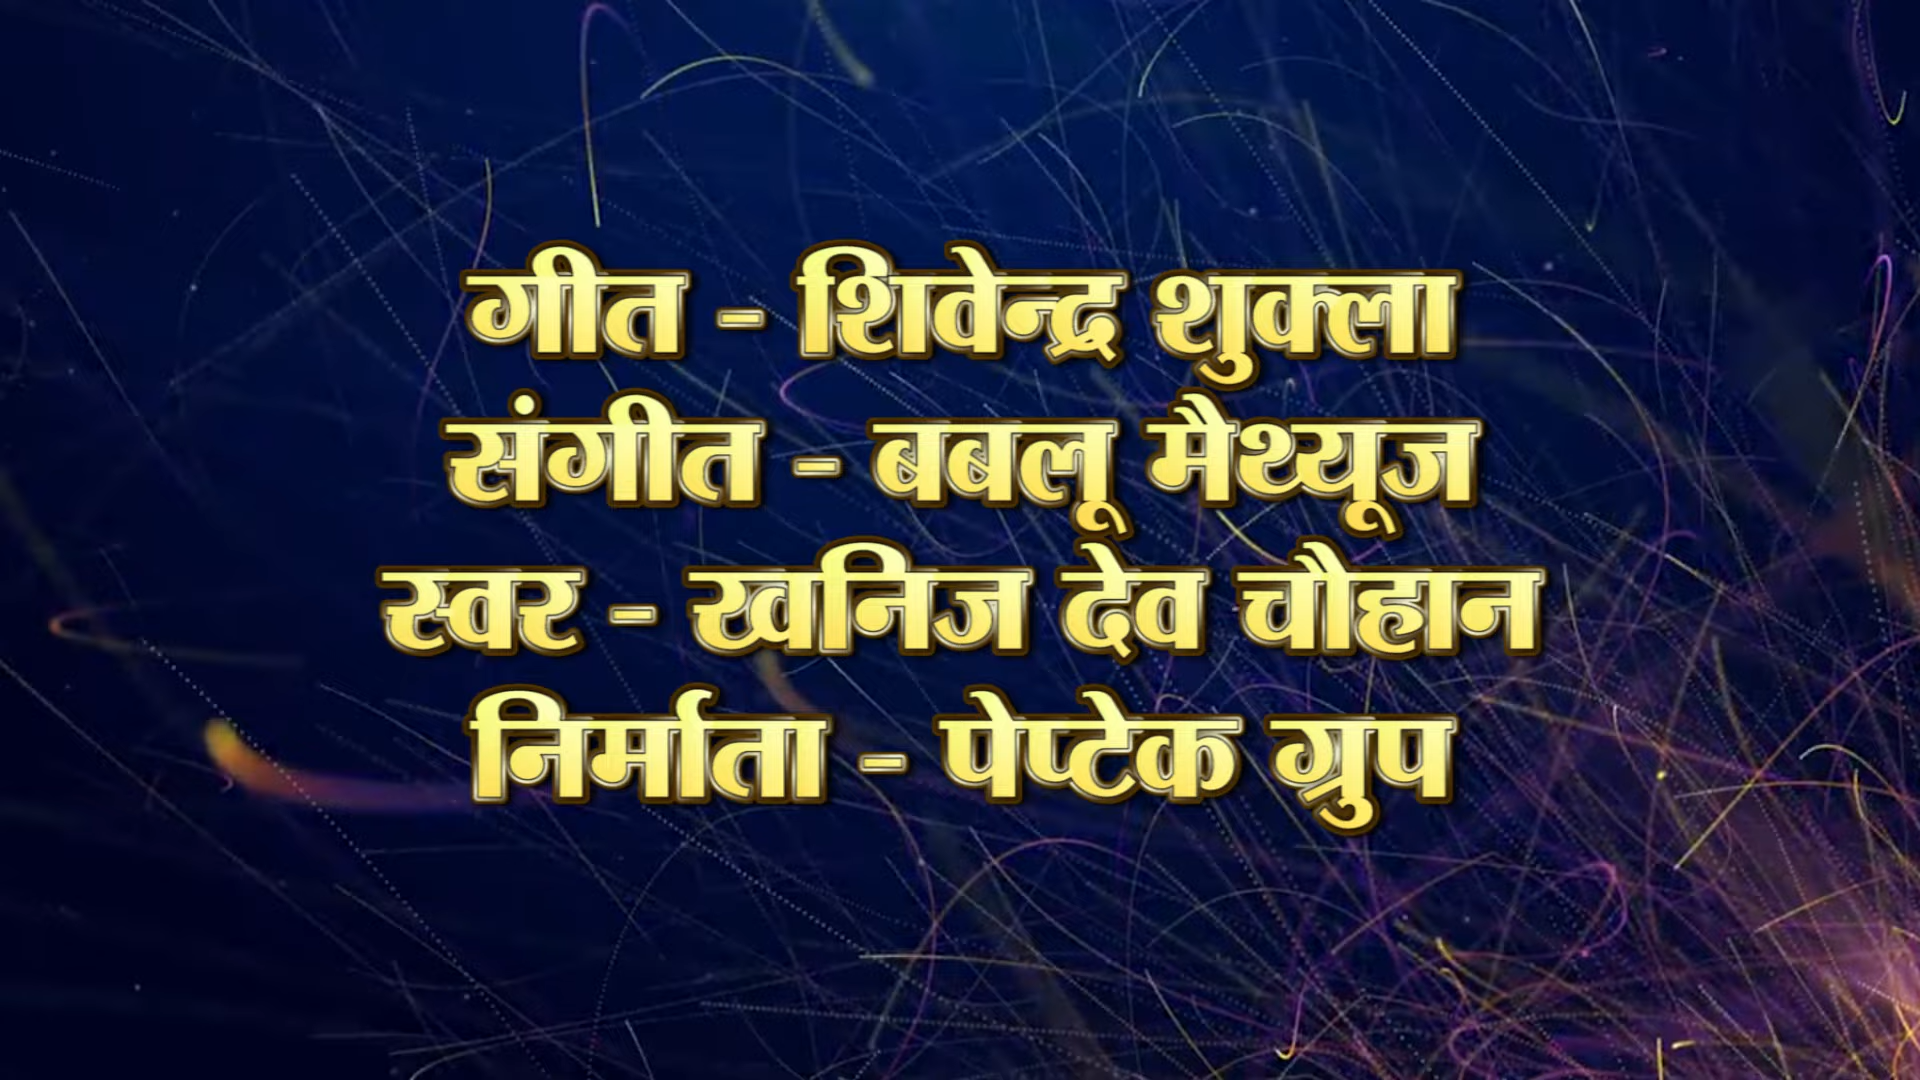 गीत - शिवेन्द्र शुक्ला
संगीत - बबलू मैथ्यूज
स्वर - खनिज देव चौहान
निर्माता - पेप्टेक ग्रुप